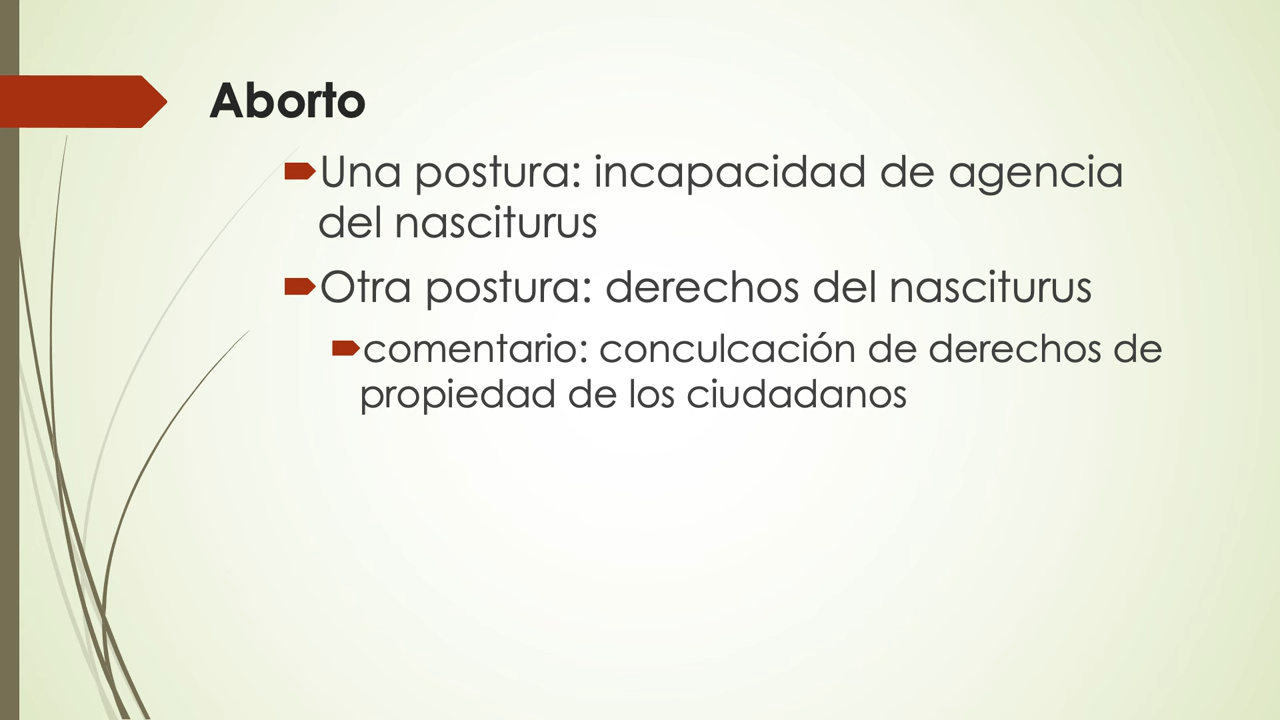 Aborto
Una postura: incapacidad de agencia
del nasciturus
Otra postura: derechos del nasciturus
comentario: conculcación de derechos de
propiedad de los ciudadanos